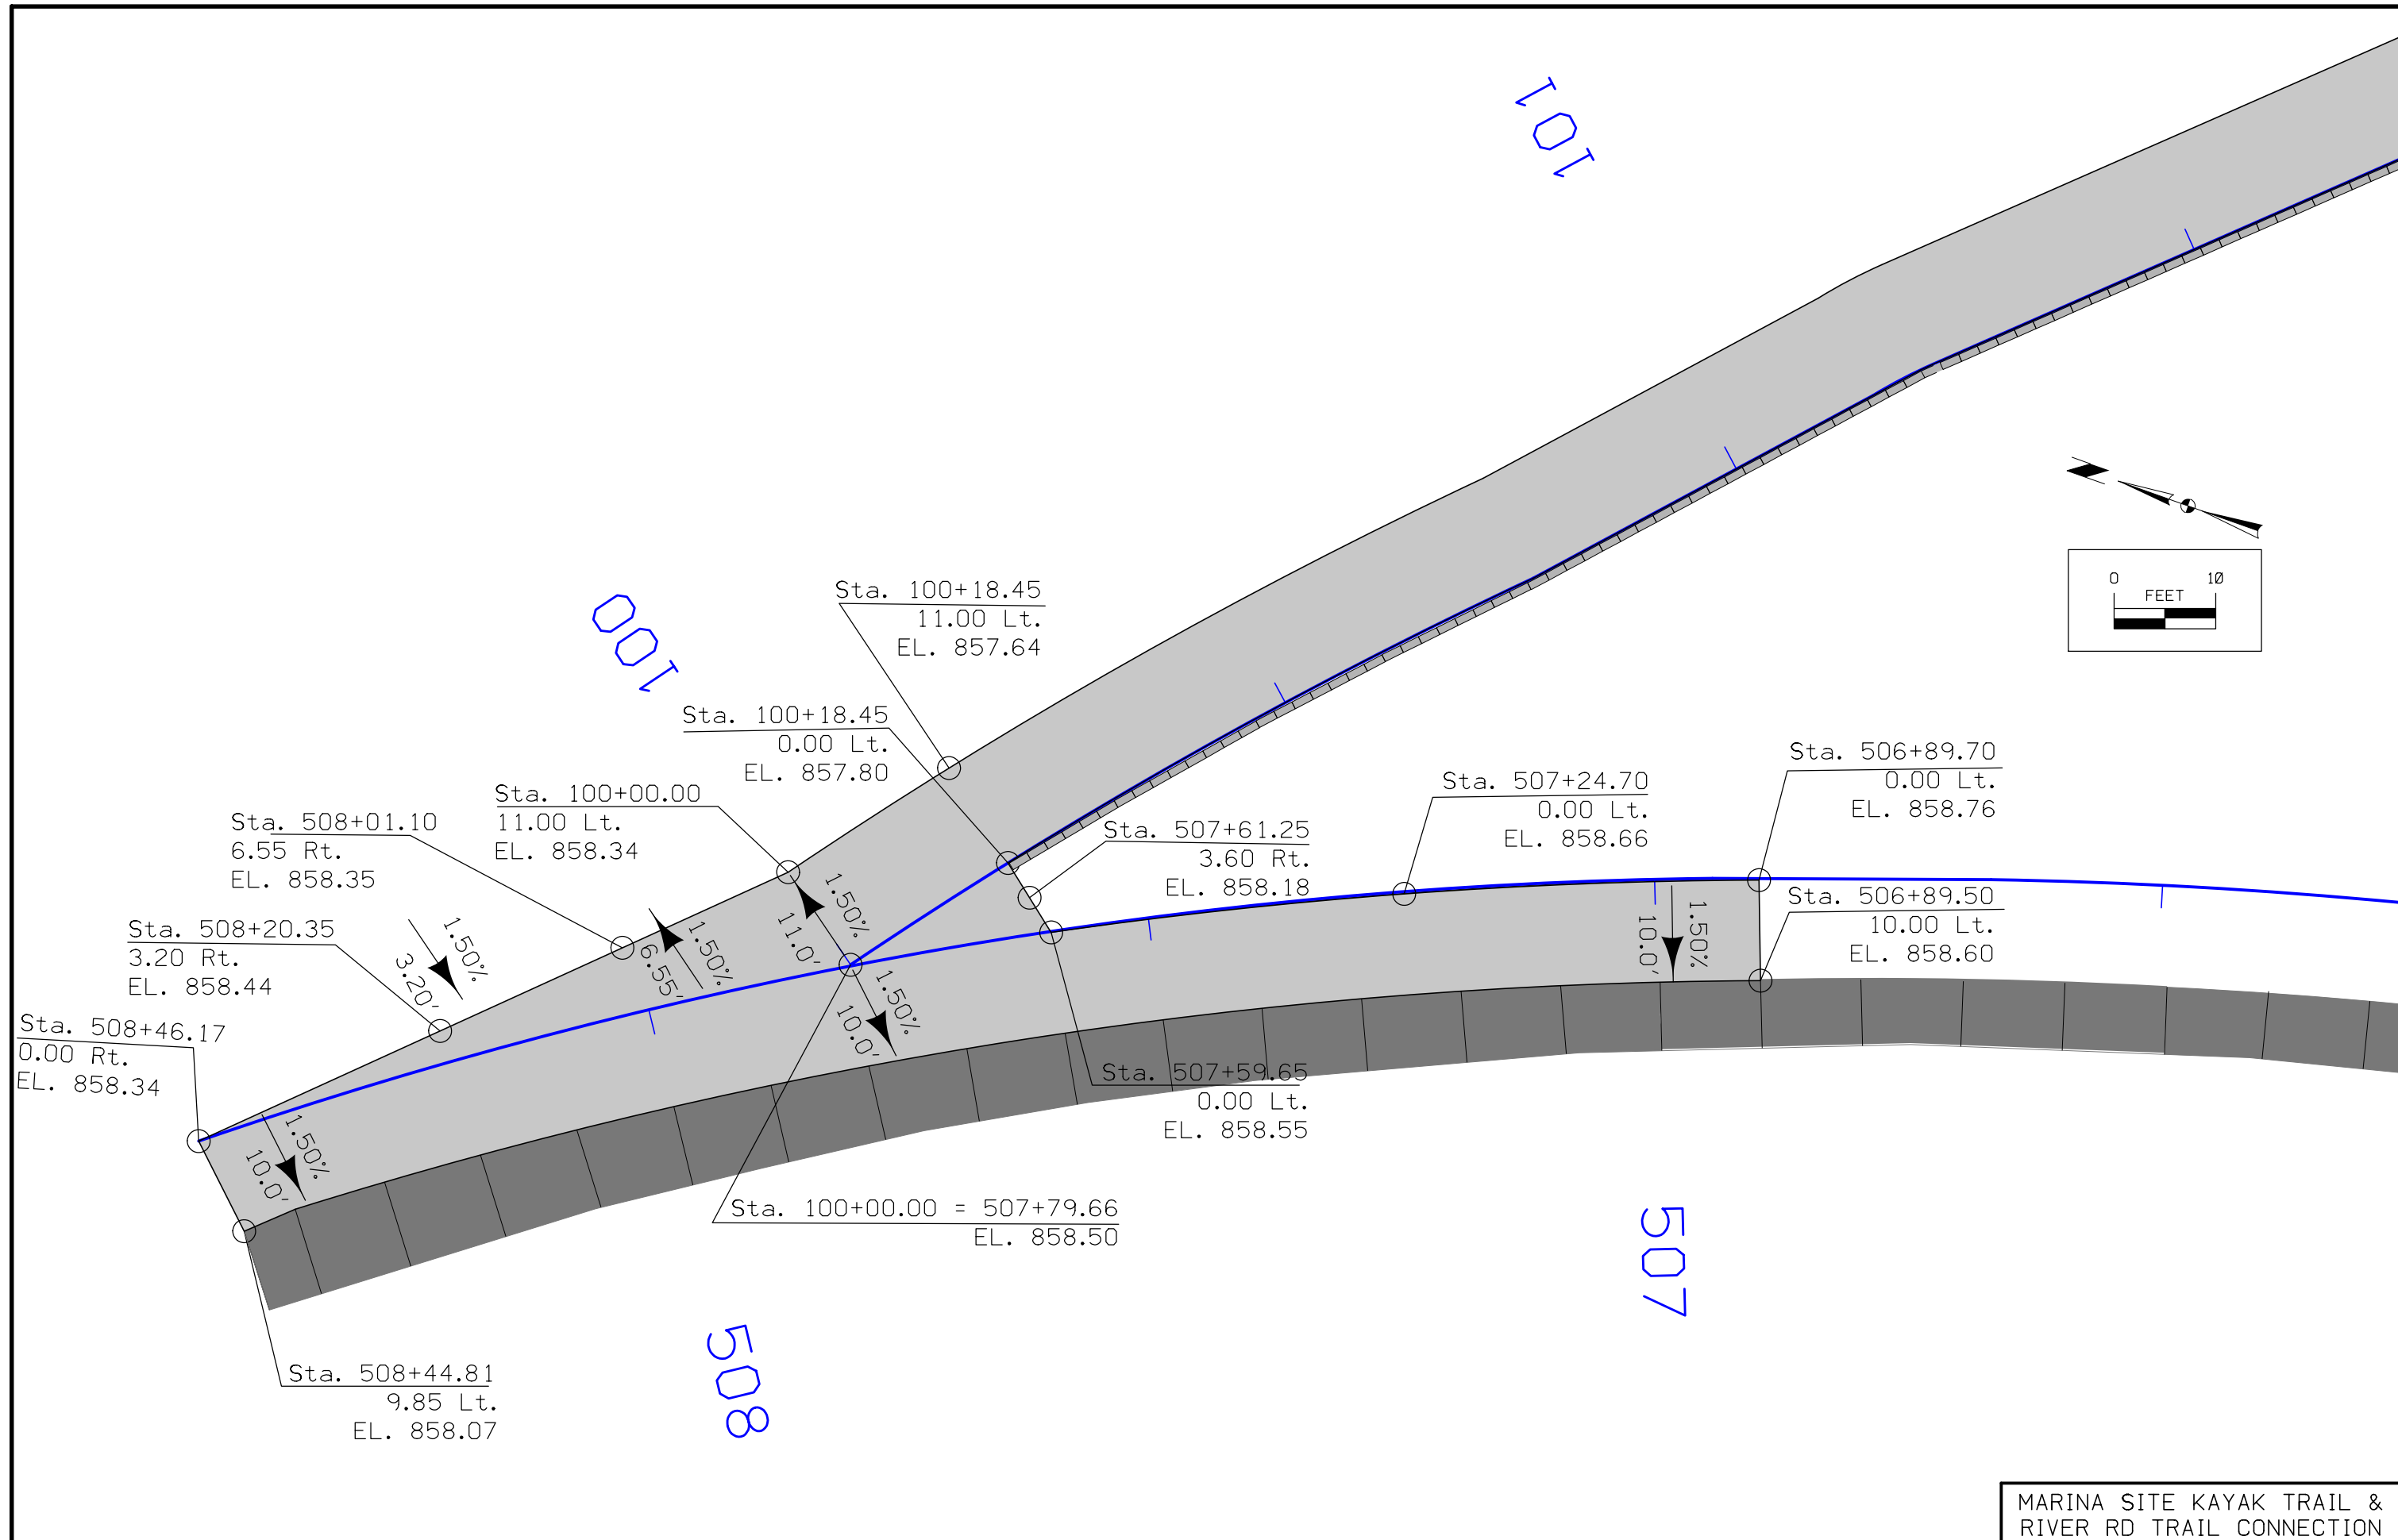 101
100
Sta. 100+18.45
11.00 Lt.
EL. 857.64
Sta. 100+18.45
0.00 Lt.
EL. 857.80
Sta. 100+00.00
11.00 Lt.
EL. 858.34
Sta. 508+01.10
6.55 Rt.
EL. 858.35
Sta. 508+20.35
3.20 Rt.
EL. 858.44
Sta. 508+46.17
0.00 Rt.
EL. 858.34
1.50%
3.20'
1.50%
6.55'
1.50%
11.0'
1.50%
10.0'
1.50%
10.0'
Sta. 507+61.25
3.60 Rt.
EL. 858.18
Sta. 507+24.70
0.00 Lt.
EL. 858.66
Sta. 506+89.70
0.00 Lt.
EL. 858.76
Sta. 506+89.50
10.00 Lt.
EL. 858.60
1.50%
10.0'
0 10
FEET
Sta. 507+59.65
0.00 Lt.
EL. 858.55
Sta. 100+00.00 = 507+79.66
EL. 858.50
Sta. 508+44.81
9.85 Lt.
EL. 858.07
508
507
MARINA SITE KAYAK TRAIL &
RIVER RD TRAIL CONNECTION